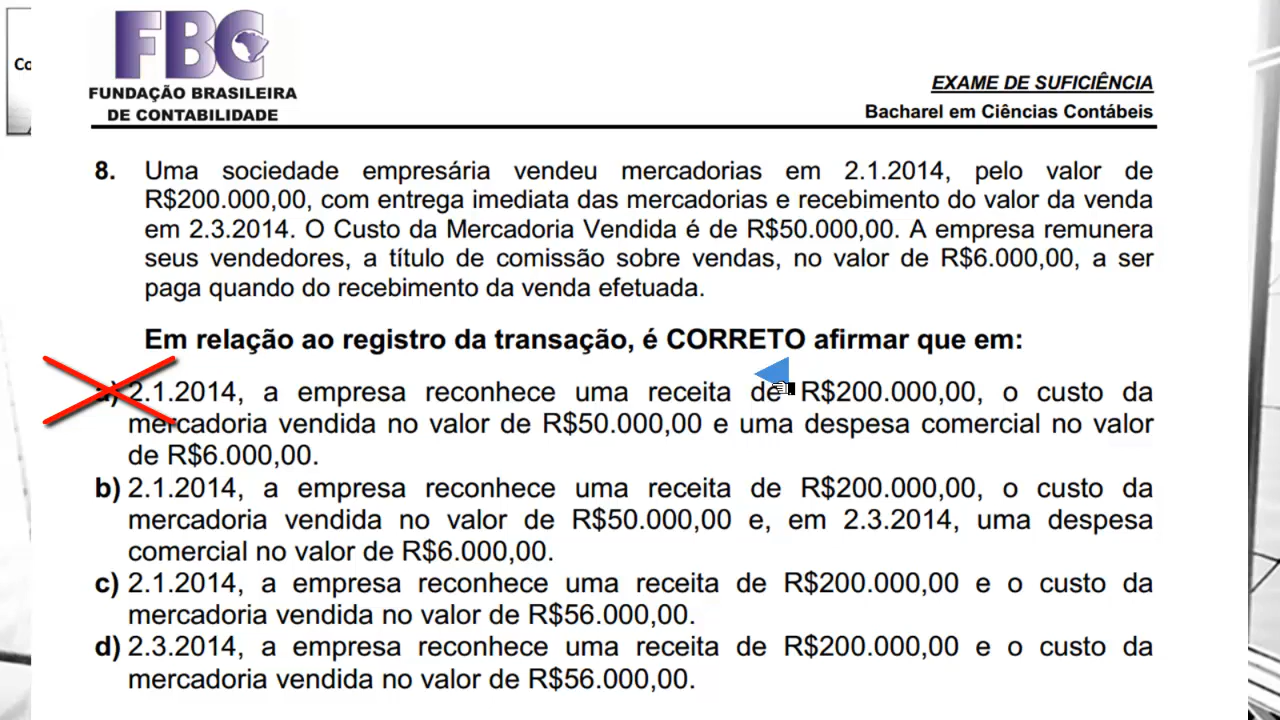 Co
FBC
FUNDAÇÃO BRASILEIRA
DE CONTABILIDADE
EXAME DE SUFICIÊNCIA
Bacharel em Ciências Contábeis
8. Uma sociedade empresária vendeu mercadorias em 2.1.2014, pelo valor de
R$200.000,00, com entrega imediata das mercadorias e recebimento do valor da venda
em 2.3.2014. O Custo da Mercadoria Vendida é de R$50.000,00. A empresa remunera
seus vendedores, a título de comissão sobre vendas, no valor de R$6.000,00, a ser
paga quando do recebimento da venda efetuada.
Em relação ao registro da transação, é CORRETO afirmar que em:
a) 2.1.2014, a empresa reconhece uma receita de R$200.000,00, o custo da
mercadoria vendida no valor de R$50.000,00 e uma despesa comercial no valor
de R$6.000,00.
b) 2.1.2014, a empresa reconhece uma receita de R$200.000,00, o custo da
mercadoria vendida no valor de R$50.000,00 e, em 2.3.2014, uma despesa
comercial no valor de R$6.000,00.
c) 2.1.2014, a empresa reconhece uma receita de R$200.000,00 e o custo da
mercadoria vendida no valor de R$56.000,00.
d) 2.3.2014, a empresa reconhece uma receita de R$200.000,00 e o custo da
mercadoria vendida no valor de R$56.000,00.